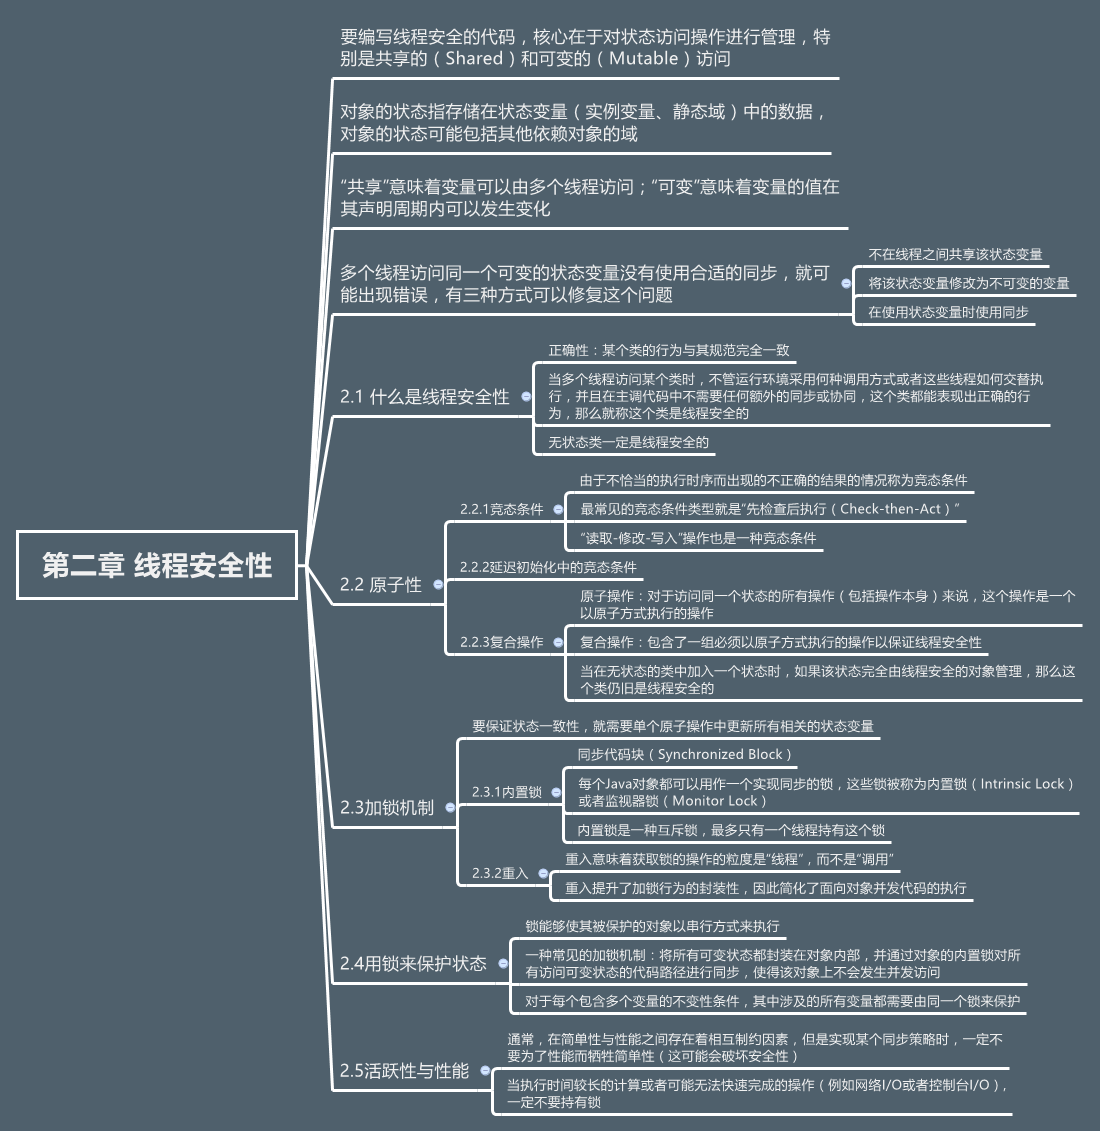 要编写线程安全的代码，核心在于对状态访问操作进行管理，特
别是共享的（Shared）和可变的（Mutable）访问
对象的状态指存储在状态变量（实例变量、静态域）中的数据，
对象的状态可能包括其他依赖对象的域
“共享”意味着变量可以由多个线程访问；“可变”意味着变量的值在
其声明周期内可以发生变化
多个线程访问同一个可变的状态变量没有使用合适的同步，就可
能出现错误，有三种方式可以修复这个问题
不在线程之间共享该状态变量
将该状态变量修改为不可变的变量
在使用状态变量时使用同步
2.1 什么是线程安全性
正确性：某个类的行为与其规范完全一致
当多个线程访问某个类时，不管运行环境采用何种调用方式或者这些线程如何交替执
行，并且在主调代码中不需要任何额外的同步或协同，这个类都能表现出正确的行
为，那么就称这个类是线程安全的
无状态类一定是线程安全的
第二章 线程安全性
2.2 原子性
2.2.1竞态条件
由于不恰当的执行时序而出现的不正确的结果的情况称为竞态条件
最常见的竞态条件类型就是“先检查后执行（Check-then-Act）”
“读取-修改-写入”操作也是一种竞态条件
2.2.2延迟初始化中的竞态条件
2.2.3复合操作
原子操作：对于访问同一个状态的所有操作（包括操作本身）来说，这个操作是一个
以原子方式执行的操作
复合操作：包含了一组必须以原子方式执行的操作以保证线程安全性
当在无状态的类中加入一个状态时，如果该状态完全由线程安全的对象管理，那么这
个类仍旧是线程安全的
2.3加锁机制
要保证状态一致性，就需要单个原子操作中更新所有相关的状态变量
2.3.1内置锁
同步代码块（Synchronized Block）
每个Java对象都可以用作一个实现同步的锁，这些锁被称为内置锁（Intrinsic Lock）
或者监视器锁（Monitor Lock）
内置锁是一种互斥锁，最多只有一个线程持有这个锁
2.3.2重入
重入意味着获取锁的操作的粒度是“线程”，而不是“调用”
重入提升了加锁行为的封装性，因此简化了面向对象并发代码的执行
2.4用锁来保护状态
锁能够使其被保护的对象以串行方式来执行
一种常见的加锁机制：将所有可变状态都封装在对象内部，并通过对象的内置锁对所
有访问可变状态的代码路径进行同步，使得该对象上不会发生并发访问
对于每个包含多个变量的不变性条件，其中涉及的所有变量都需要由同一个锁来保护
2.5活跃性与性能
通常，在简单性与性能之间存在着相互制约因素，但是实现某个同步策略时，一定不
要为了性能而牺牲简单性（这可能会破坏安全性）
当执行时间较长的计算或者可能无法快速完成的操作（例如网络I/O或者控制台I/O），
一定不要持有锁